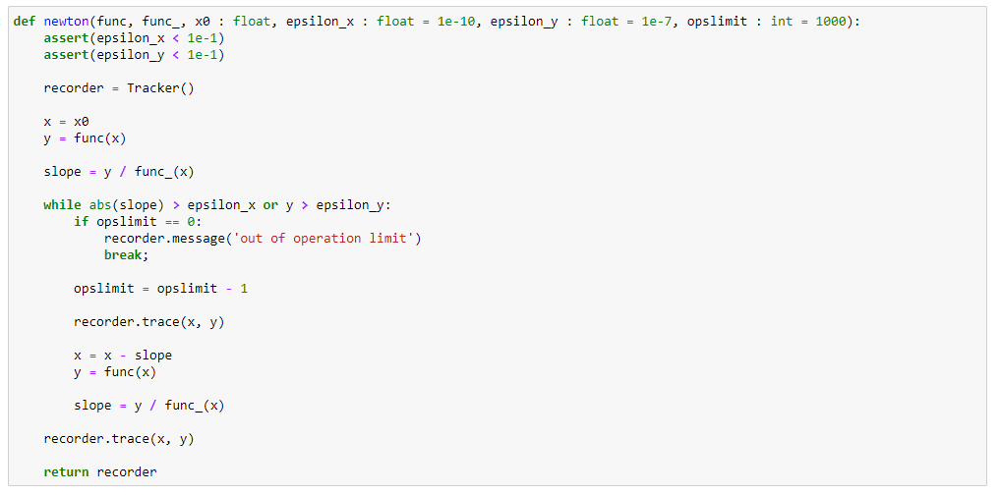 def newton(func, func_, x0 : float, epsilon_x : float = 1e-10, epsilon_y : float = 1e-7, opslimit : int = 1000):
    assert(epsilon_x < 1e-1)
    assert(epsilon_y < 1e-1)
    recorder = Tracker()
    x = x0
    y = func(x)
    slope = y / func_(x)
    while abs(slope) > epsilon_x or y > epsilon_y:
        if opslimit == 0:
            recorder.message('out of operation limit')
            break;
        opslimit = opslimit - 1
        recorder.trace(x, y)
        x = x - slope
        y = func(x)
        slope = y / func_(x)
    recorder.trace(x, y)
    return recorder